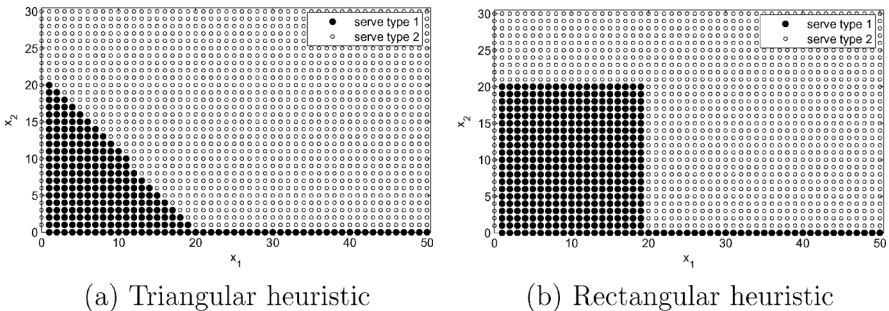 30
25
20
15
10
5
0
x2
serve type 1
serve type 2
0 10 20 30 40 50
x1
(a) Triangular heuristic
30
25
20
15
10
5
0
x2
serve type 1
serve type 2
0 10 20 30 40 50
x1
(b) Rectangular heuristic